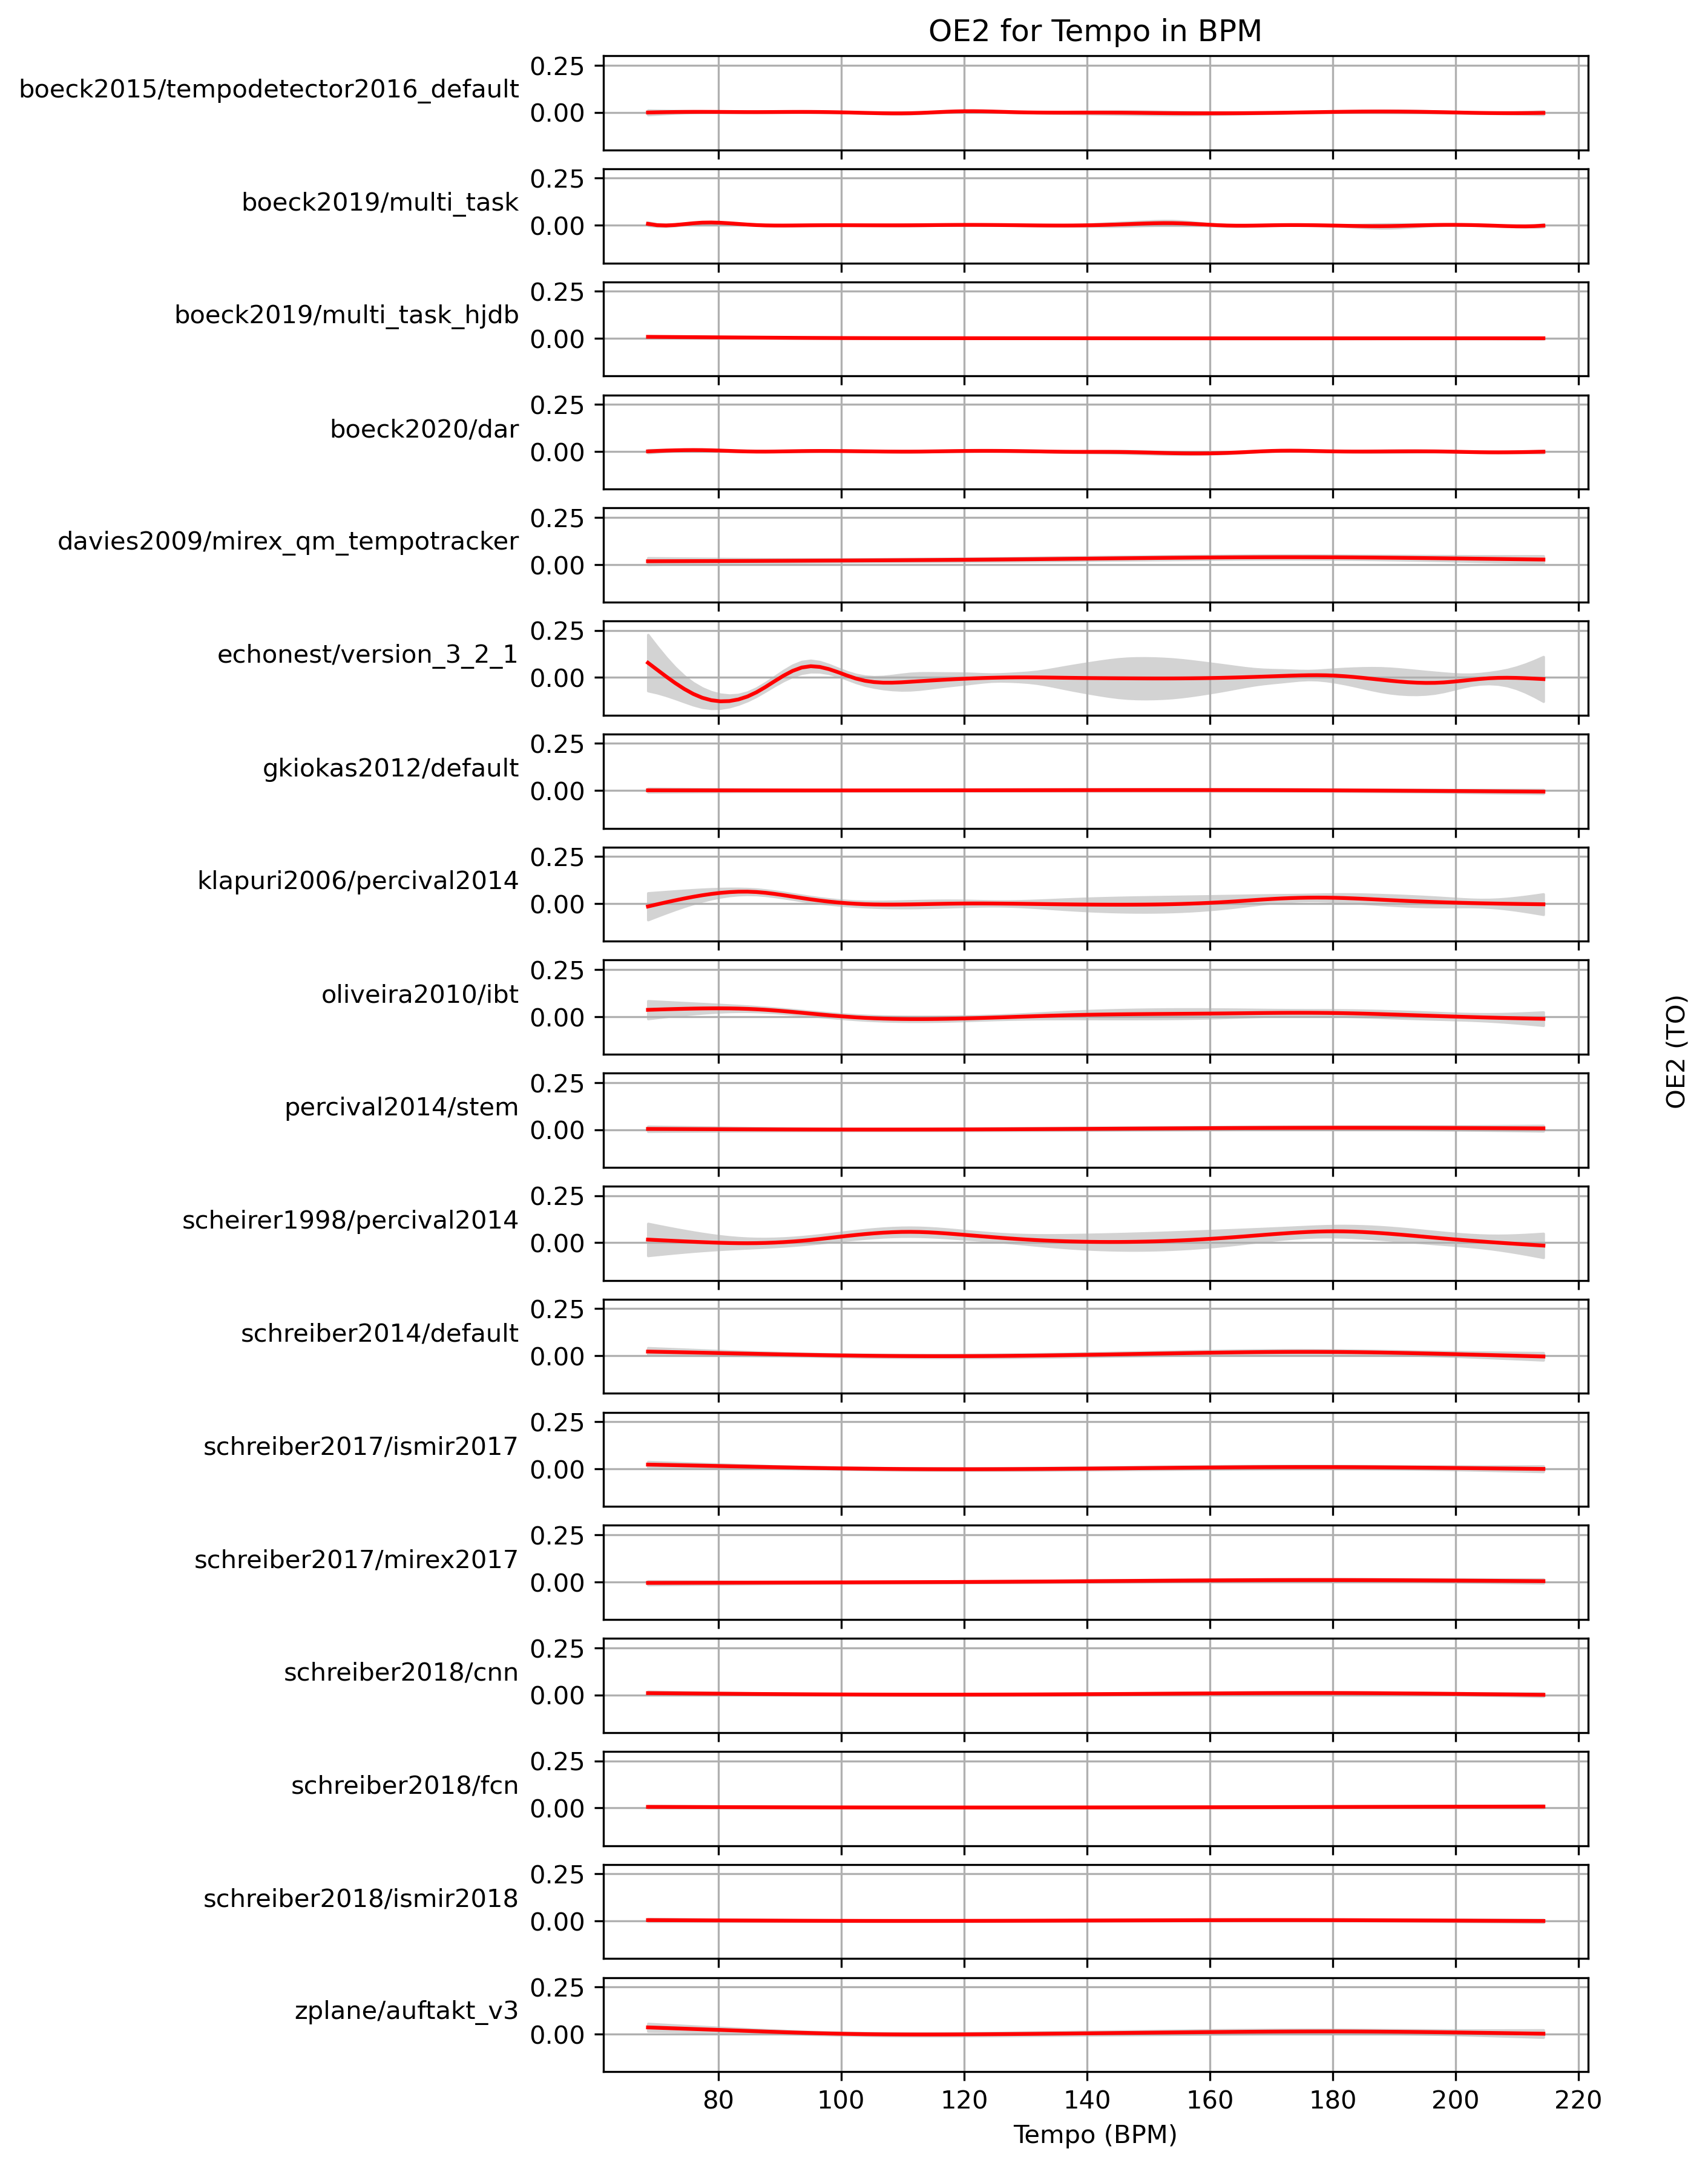 OE2 for Tempo in BPM
boeck2015/tempodetector2016_default
0.25
0.00
boeck2019/multi_task
0.25
0.00
boeck2019/multi_task_hjdb
0.25
0.00
boeck2020/dar
0.25
0.00
davies2009/mirex_qm_tempotracker
0.25
0.00
echonest/version_3_2_1
0.25
0.00
gkiokas2012/default
0.25
0.00
klapuri2006/percival2014
0.25
0.00
oliveira2010/ibt
0.25
0.00
percival2014/stem
0.25
0.00
scheirer1998/percival2014
0.25
0.00
schreiber2014/default
0.25
0.00
schreiber2017/ismir2017
0.25
0.00
schreiber2017/mirex2017
0.25
0.00
schreiber2018/cnn
0.25
0.00
schreiber2018/fcn
0.25
0.00
schreiber2018/ismir2018
0.25
0.00
zplane/auftakt_v3
0.25
0.00
80 100 120 140 160 180 200 220
Tempo (BPM)
OE2 (TO)